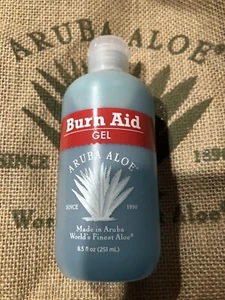 ARUBA ALOE®
Burn Aid
GEL
ARUBA ALOE®
SINCE 1890
Made in Aruba
World's Finest Aloe®
8.5 fl oz (251 mL)
SINCE
World's
Aloe®